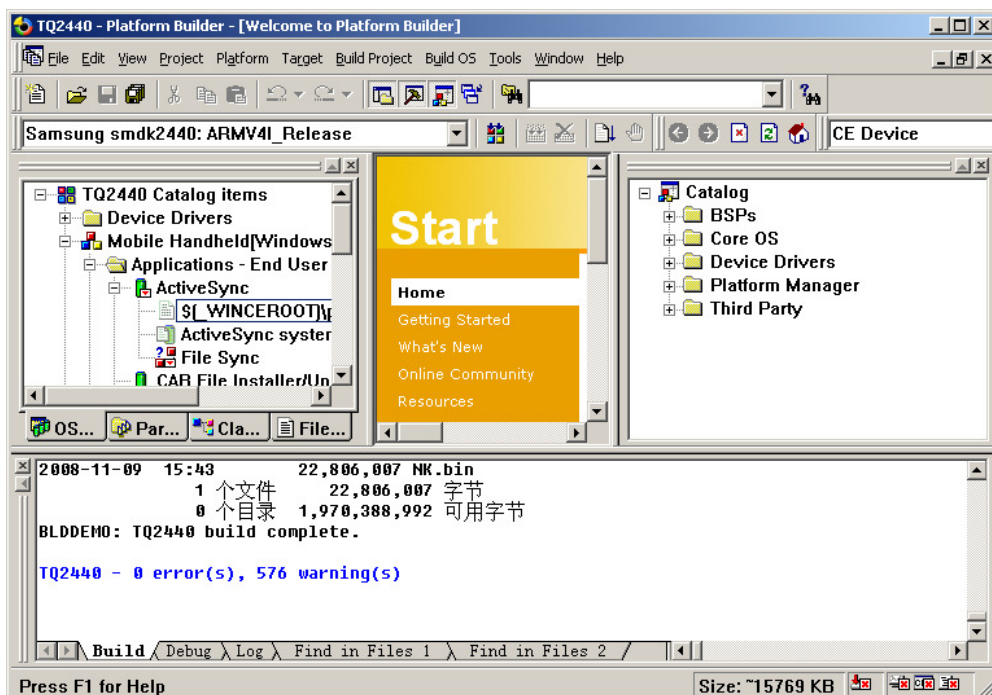 TQ2440 - Platform Builder - [Welcome to Platform Builder]
File Edit View Project Platform Target Build Project Build OS Tools Window Help
Samsung smdk2440: ARMV4I_Release
CE Device
TQ2440 Catalog items
Device Drivers
Mobile Handheld[Windows
Applications - End User
ActiveSync
$(_WINCEROOT)\p
ActiveSync syster
File Sync
CAB File Installer/Un
OS... Par... Cla... File...
Start
Home
Getting Started
What's New
Online Community
Resources
Catalog
BSPs
Core OS
Device Drivers
Platform Manager
Third Party
2008-11-09 15:43 22,806,007 NK.bin
1 个文件 22,806,007 字节
0 个目录 1,970,388,992 可用字节
BLDDEMO: TQ2440 build complete.
TQ2440 - 0 error(s), 576 warning(s)
Build Debug Log Find in Files 1 Find in Files 2
Press F1 for Help
Size: ~15769 KB